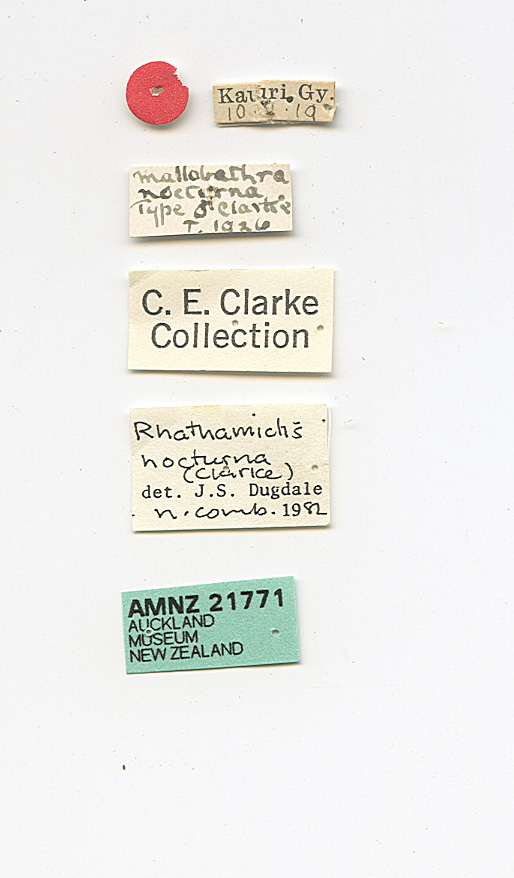 Kauri. Gy.
10. 19
Mallobathra
nocturna.
Type ♂ Clarke
T. 1926
C. E. Clarke
Collection
Rhathamictis
nocturna
(Clarke)
det. J.S. Dugdale
n. comb. 1982
AMNZ 21771
AUCKLAND
MUSEUM
NEW ZEALAND